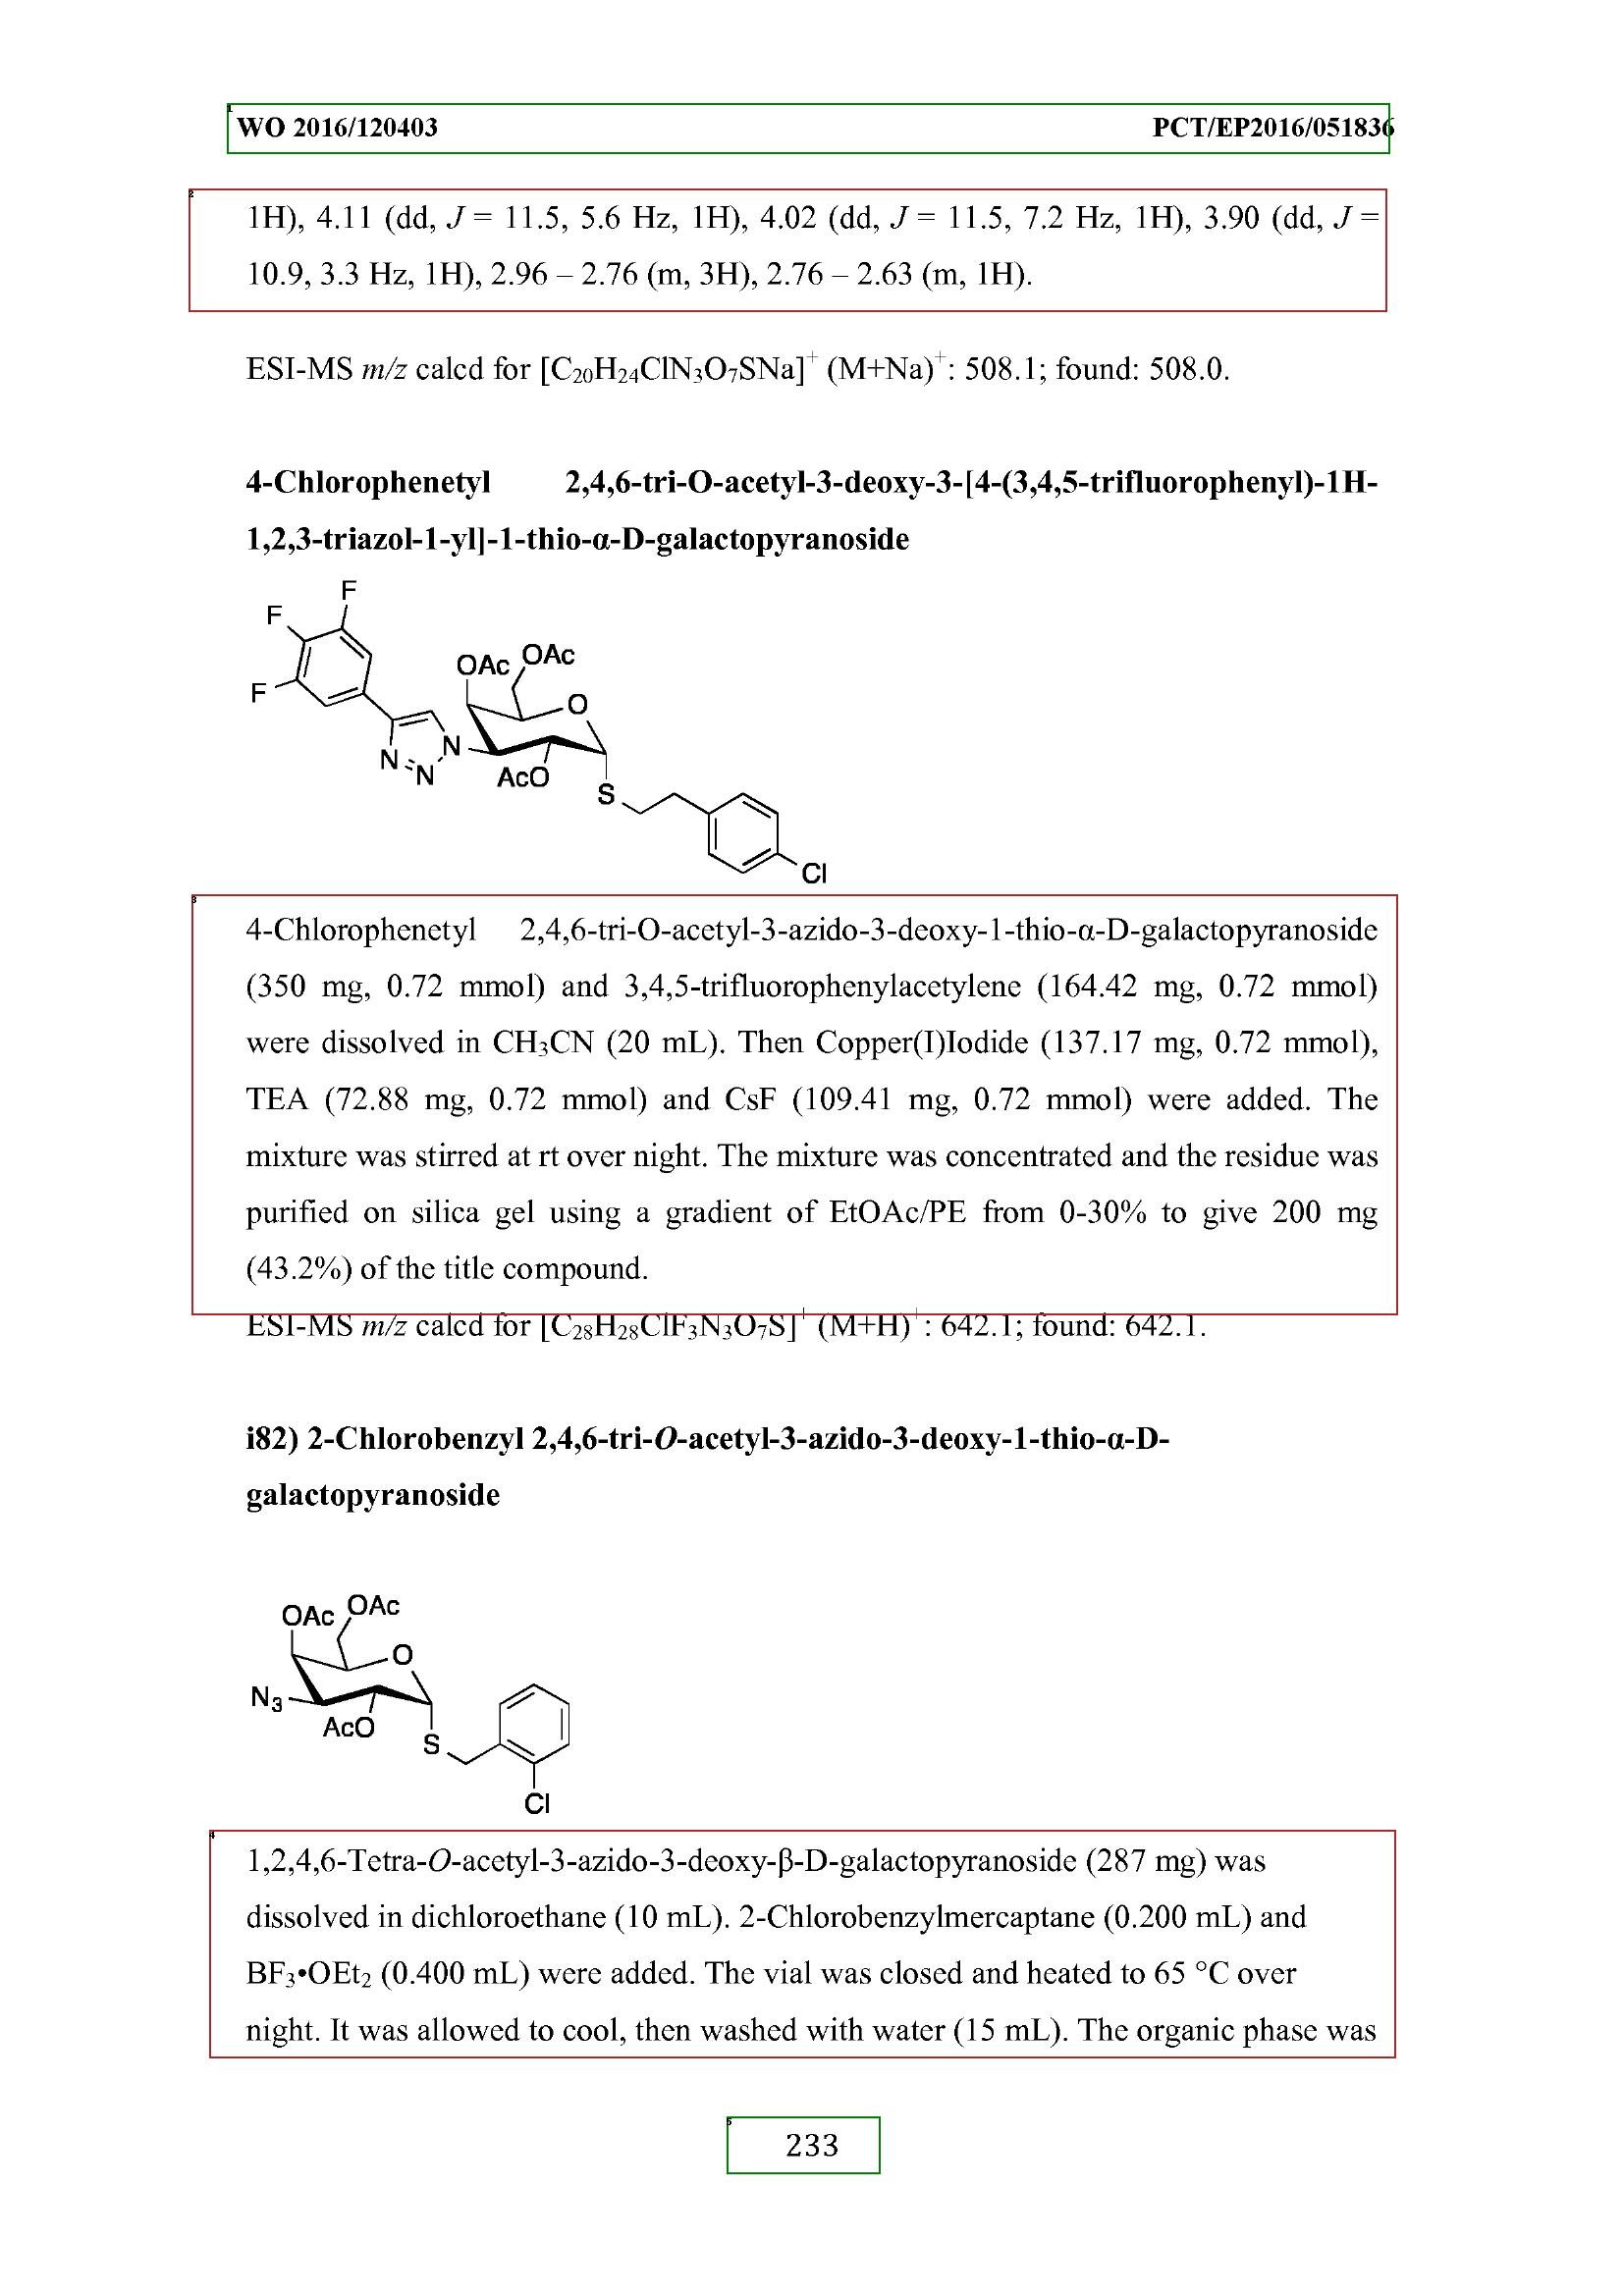 WO 2016/120403 PCT/EP2016/051836
1H), 4.11 (dd, J = 11.5, 5.6 Hz, 1H), 4.02 (dd, J = 11.5, 7.2 Hz, 1H), 3.90 (dd, J =
10.9, 3.3 Hz, 1H), 2.96 – 2.76 (m, 3H), 2.76 – 2.63 (m, 1H).
ESI-MS m/z calcd for [C₂₀H₂₄ClN₃O₇SNa]⁺ (M+Na)⁺: 508.1; found: 508.0.
4-Chlorophenetyl 2,4,6-tri-O-acetyl-3-deoxy-3-[4-(3,4,5-trifluorophenyl)-1H-
1,2,3-triazol-1-yl]-1-thio-α-D-galactopyranoside
F
F
F
OAc
OAc
O
N
N
N
AcO
S
Cl
4-Chlorophenetyl 2,4,6-tri-O-acetyl-3-azido-3-deoxy-1-thio-α-D-galactopyranoside
(350 mg, 0.72 mmol) and 3,4,5-trifluorophenylacetylene (164.42 mg, 0.72 mmol)
were dissolved in CH₃CN (20 mL). Then Copper(I)Iodide (137.17 mg, 0.72 mmol),
TEA (72.88 mg, 0.72 mmol) and CsF (109.41 mg, 0.72 mmol) were added. The
mixture was stirred at rt over night. The mixture was concentrated and the residue was
purified on silica gel using a gradient of EtOAc/PE from 0-30% to give 200 mg
(43.2%) of the title compound.
ESI-MS m/z calcd for [C₂₈H₂₈ClF₃N₃O₇S]⁺ (M+H)⁺: 642.1; found: 642.1.
i82) 2-Chlorobenzyl 2,4,6-tri-O-acetyl-3-azido-3-deoxy-1-thio-α-D-
galactopyranoside
OAc
OAc
O
N₃
AcO
S
Cl
1,2,4,6-Tetra-O-acetyl-3-azido-3-deoxy-β-D-galactopyranoside (287 mg) was
dissolved in dichloroethane (10 mL). 2-Chlorobenzylmercaptane (0.200 mL) and
BF₃•OEt₂ (0.400 mL) were added. The vial was closed and heated to 65 °C over
night. It was allowed to cool, then washed with water (15 mL). The organic phase was
233